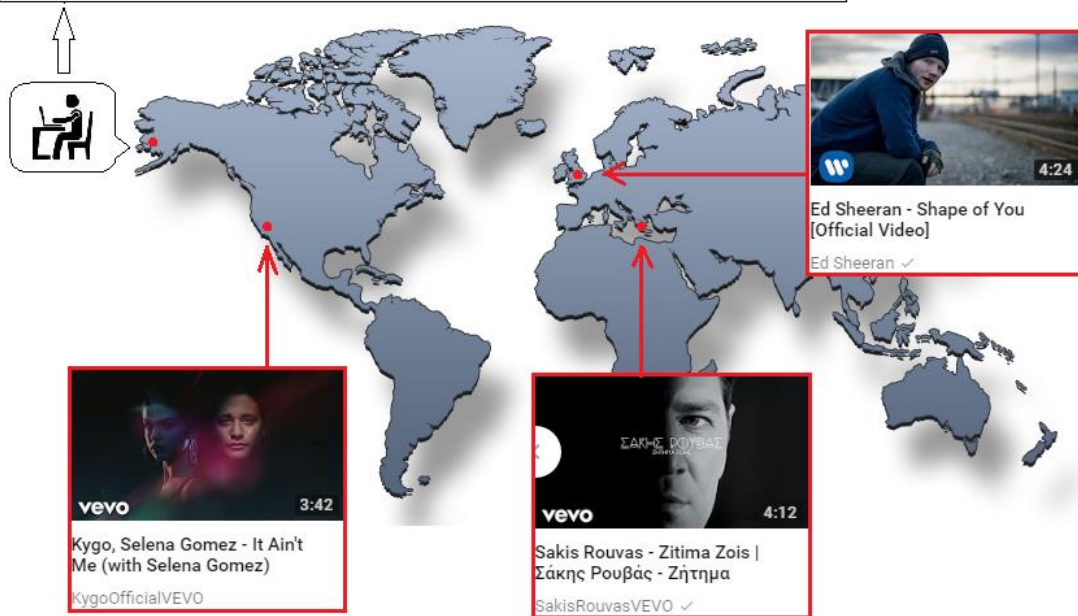 4:24
Ed Sheeran - Shape of You
[Official Video]
Ed Sheeran
vevo
3:42
Kygo, Selena Gomez - It Ain't
Me (with Selena Gomez)
KygoOfficialVEVO
ΣΑΚΗΣ ΡΟΥΒΑΣ
vevo
4:12
Sakis Rouvas - Zitima Zois |
Σάκης Ρουβάς - Ζήτημα
SakisRouvasVEVO